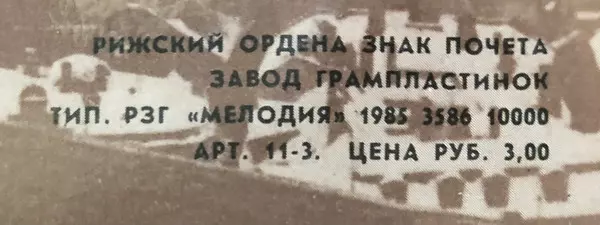 РИЖСКИЙ ОРДЕНА ЗНАК ПОЧЕТА
ЗАВОД ГРАМПЛАСТИНОК
ТИП. РЗГ «МЕЛОДИЯ» 1985 3586 10000
АРТ. 11-3. ЦЕНА РУБ. 3,00